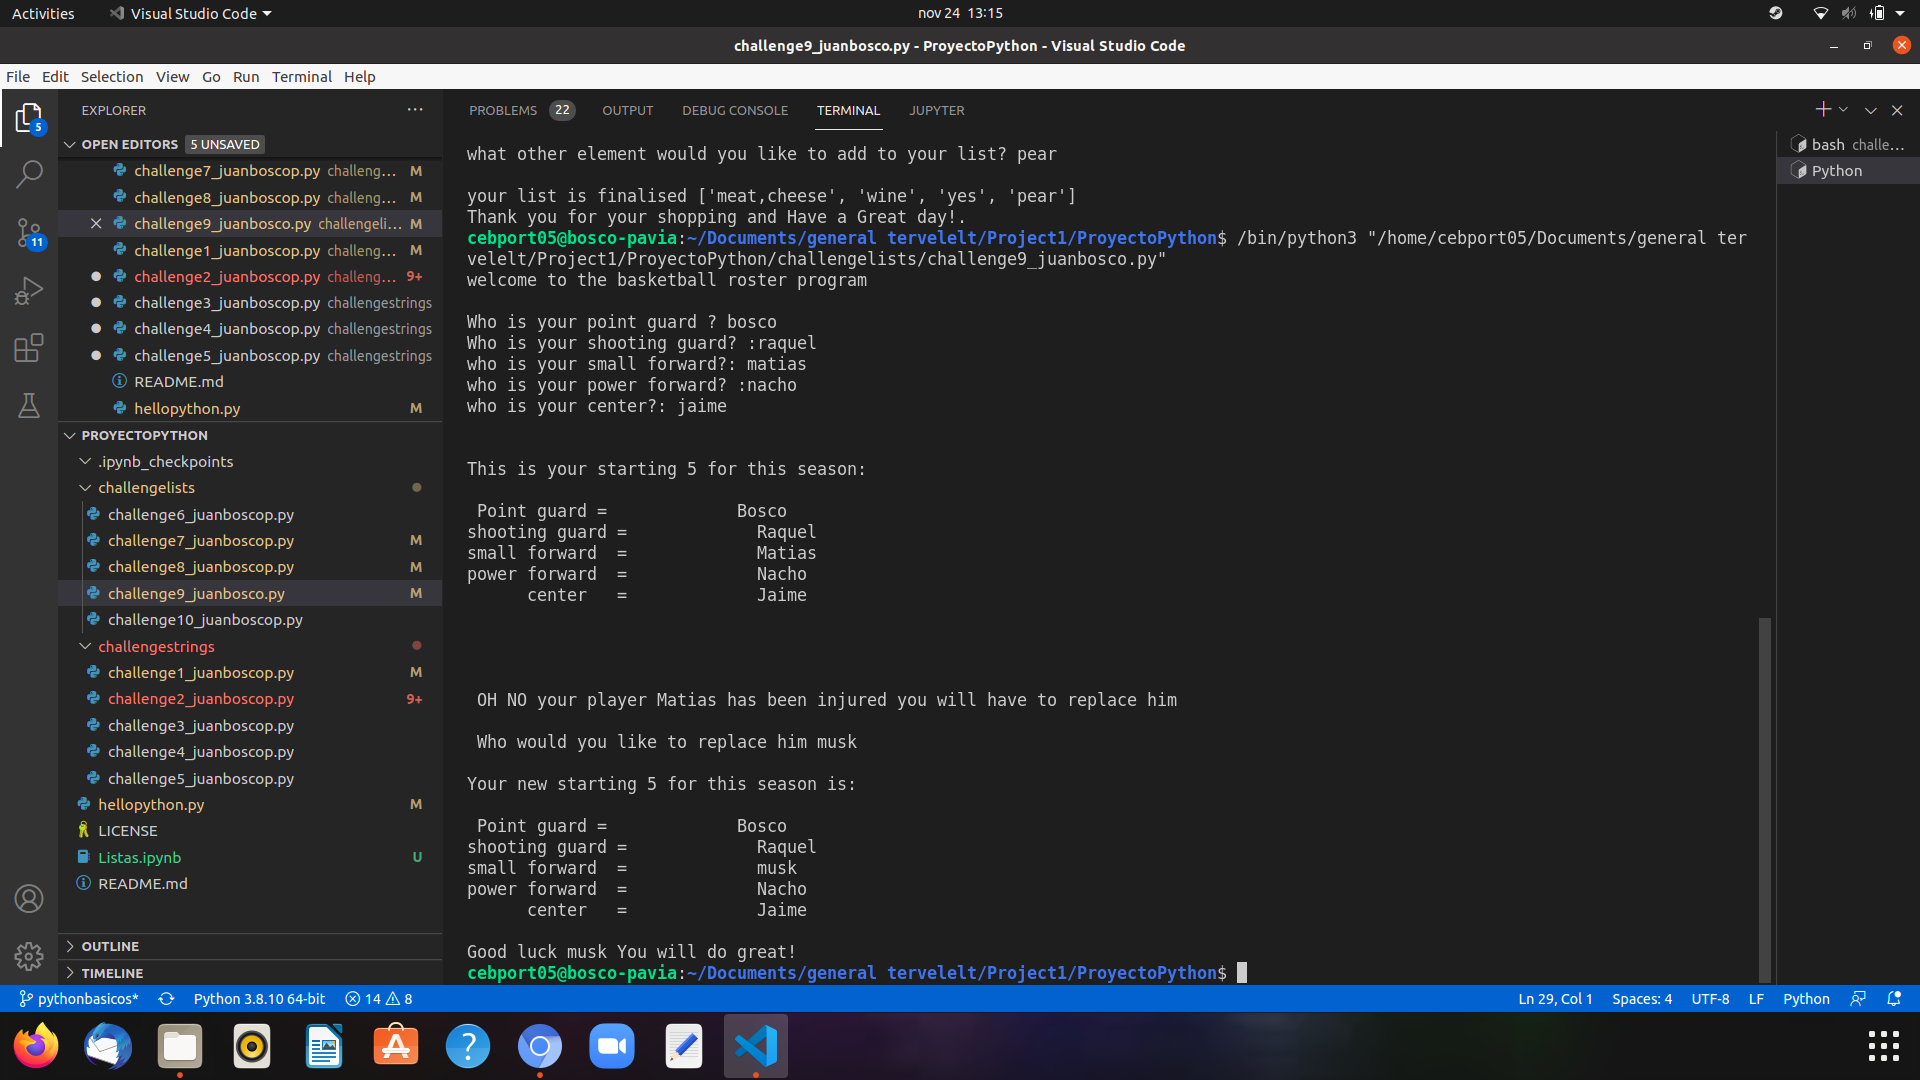 Activities Visual Studio Code nov 24 13:15
challenge9_juanbosco.py - ProyectoPython - Visual Studio Code
File Edit Selection View Go Run Terminal Help
EXPLORER
OPEN EDITORS 5 UNSAVED
challenge7_juanboscop.py challeng... M
challenge8_juanboscop.py challeng... M
challenge9_juanbosco.py challengeli... M
challenge1_juanboscop.py challeng... M
challenge2_juanboscop.py challeng... 9+
challenge3_juanboscop.py challengestrings
challenge4_juanboscop.py challengestrings
challenge5_juanboscop.py challengestrings
README.md
hellopython.py M
PROYECTOPYTHON
.ipynb_checkpoints
challengelists
challenge6_juanboscop.py
challenge7_juanboscop.py M
challenge8_juanboscop.py M
challenge9_juanbosco.py M
challenge10_juanboscop.py
challengestrings
challenge1_juanboscop.py M
challenge2_juanboscop.py 9+
challenge3_juanboscop.py
challenge4_juanboscop.py
challenge5_juanboscop.py
hellopython.py M
LICENSE
Listas.ipynb U
README.md
OUTLINE
TIMELINE
5
11
PROBLEMS 22 OUTPUT DEBUG CONSOLE TERMINAL JUPYTER
what other element would you like to add to your list? pear
your list is finalised ['meat,cheese', 'wine', 'yes', 'pear']
Thank you for your shopping and Have a Great day!.
cebport05@bosco-pavia:~/Documents/general tervelelt/Project1/ProyectoPython$ /bin/python3 "/home/cebport05/Documents/general ter
velelt/Project1/ProyectoPython/challengelists/challenge9_juanbosco.py"
welcome to the basketball roster program
Who is your point guard ? bosco
Who is your shooting guard? :raquel
who is your small forward?: matias
who is your power forward? :nacho
who is your center?: jaime
This is your starting 5 for this season:
Point guard = Bosco
shooting guard = Raquel
small forward = Matias
power forward = Nacho
center = Jaime
OH NO your player Matias has been injured you will have to replace him
Who would you like to replace him musk
Your new starting 5 for this season is:
Point guard = Bosco
shooting guard = Raquel
small forward = musk
power forward = Nacho
center = Jaime
Good luck musk You will do great!
cebport05@bosco-pavia:~/Documents/general tervelelt/Project1/ProyectoPython$
bash challe...
Python
pythonbasicos* Python 3.8.10 64-bit 14 8 Ln 29, Col 1 Spaces: 4 UTF-8 LF Python